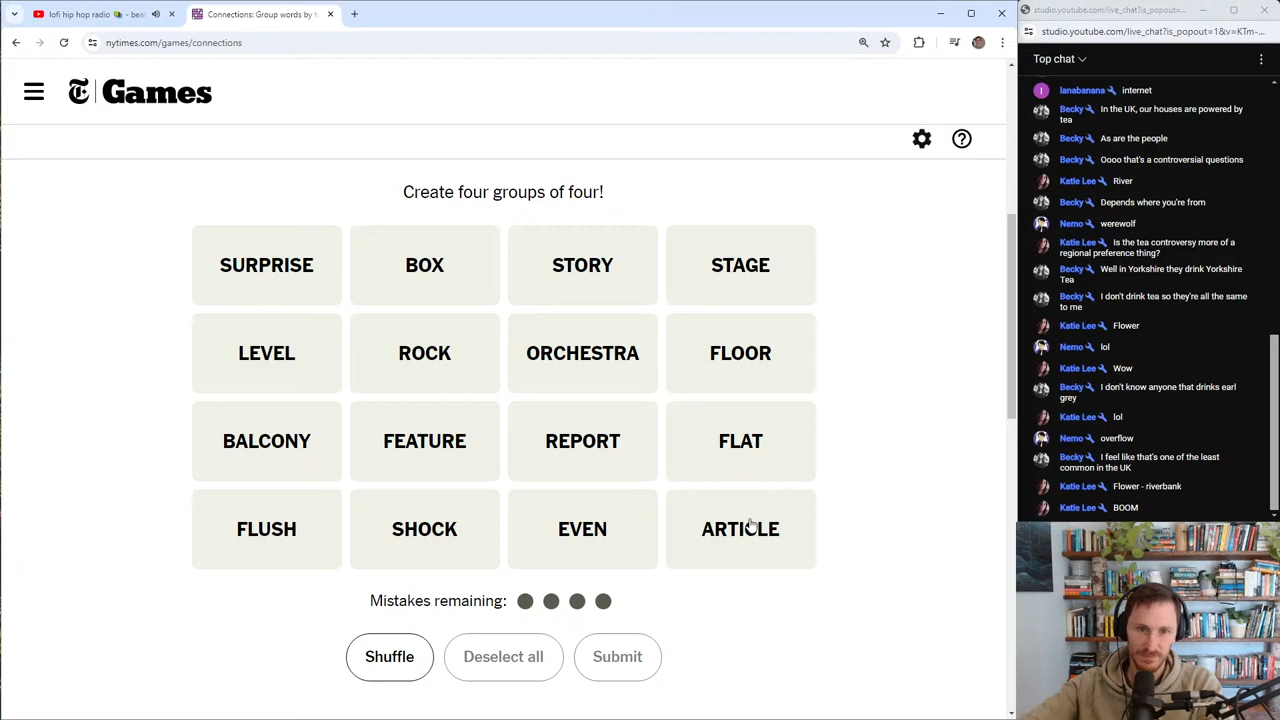 lofi hip hop radio 📚 - bea
Connections: Group words by t
studio.youtube.com/live_chat?is_popout=...
nytimes.com/games/connections
studio.youtube.com/live_chat?is_popout=1&v=KTm-...
Games
Create four groups of four!
SURPRISE BOX STORY STAGE
LEVEL ROCK ORCHESTRA FLOOR
BALCONY FEATURE REPORT FLAT
FLUSH SHOCK EVEN ARTICLE
Mistakes remaining:
Shuffle Deselect all Submit
Top chat
I lanabanana internet
Becky In the UK, our houses are powered by
tea
Becky As are the people
Becky Oooo that's a controversial questions
Katie Lee River
Becky Depends where you're from
Nemo werewolf
Katie Lee Is the tea controversy more of a
regional preference thing?
Becky Well in Yorkshire they drink Yorkshire
Tea
Becky I don't drink tea so they're all the same
to me
Katie Lee Flower
Nemo lol
Katie Lee Wow
Becky I don't know anyone that drinks earl
grey
Katie Lee lol
Nemo overflow
Becky I feel like that's one of the least
common in the UK
Katie Lee Flower - riverbank
Katie Lee BOOM